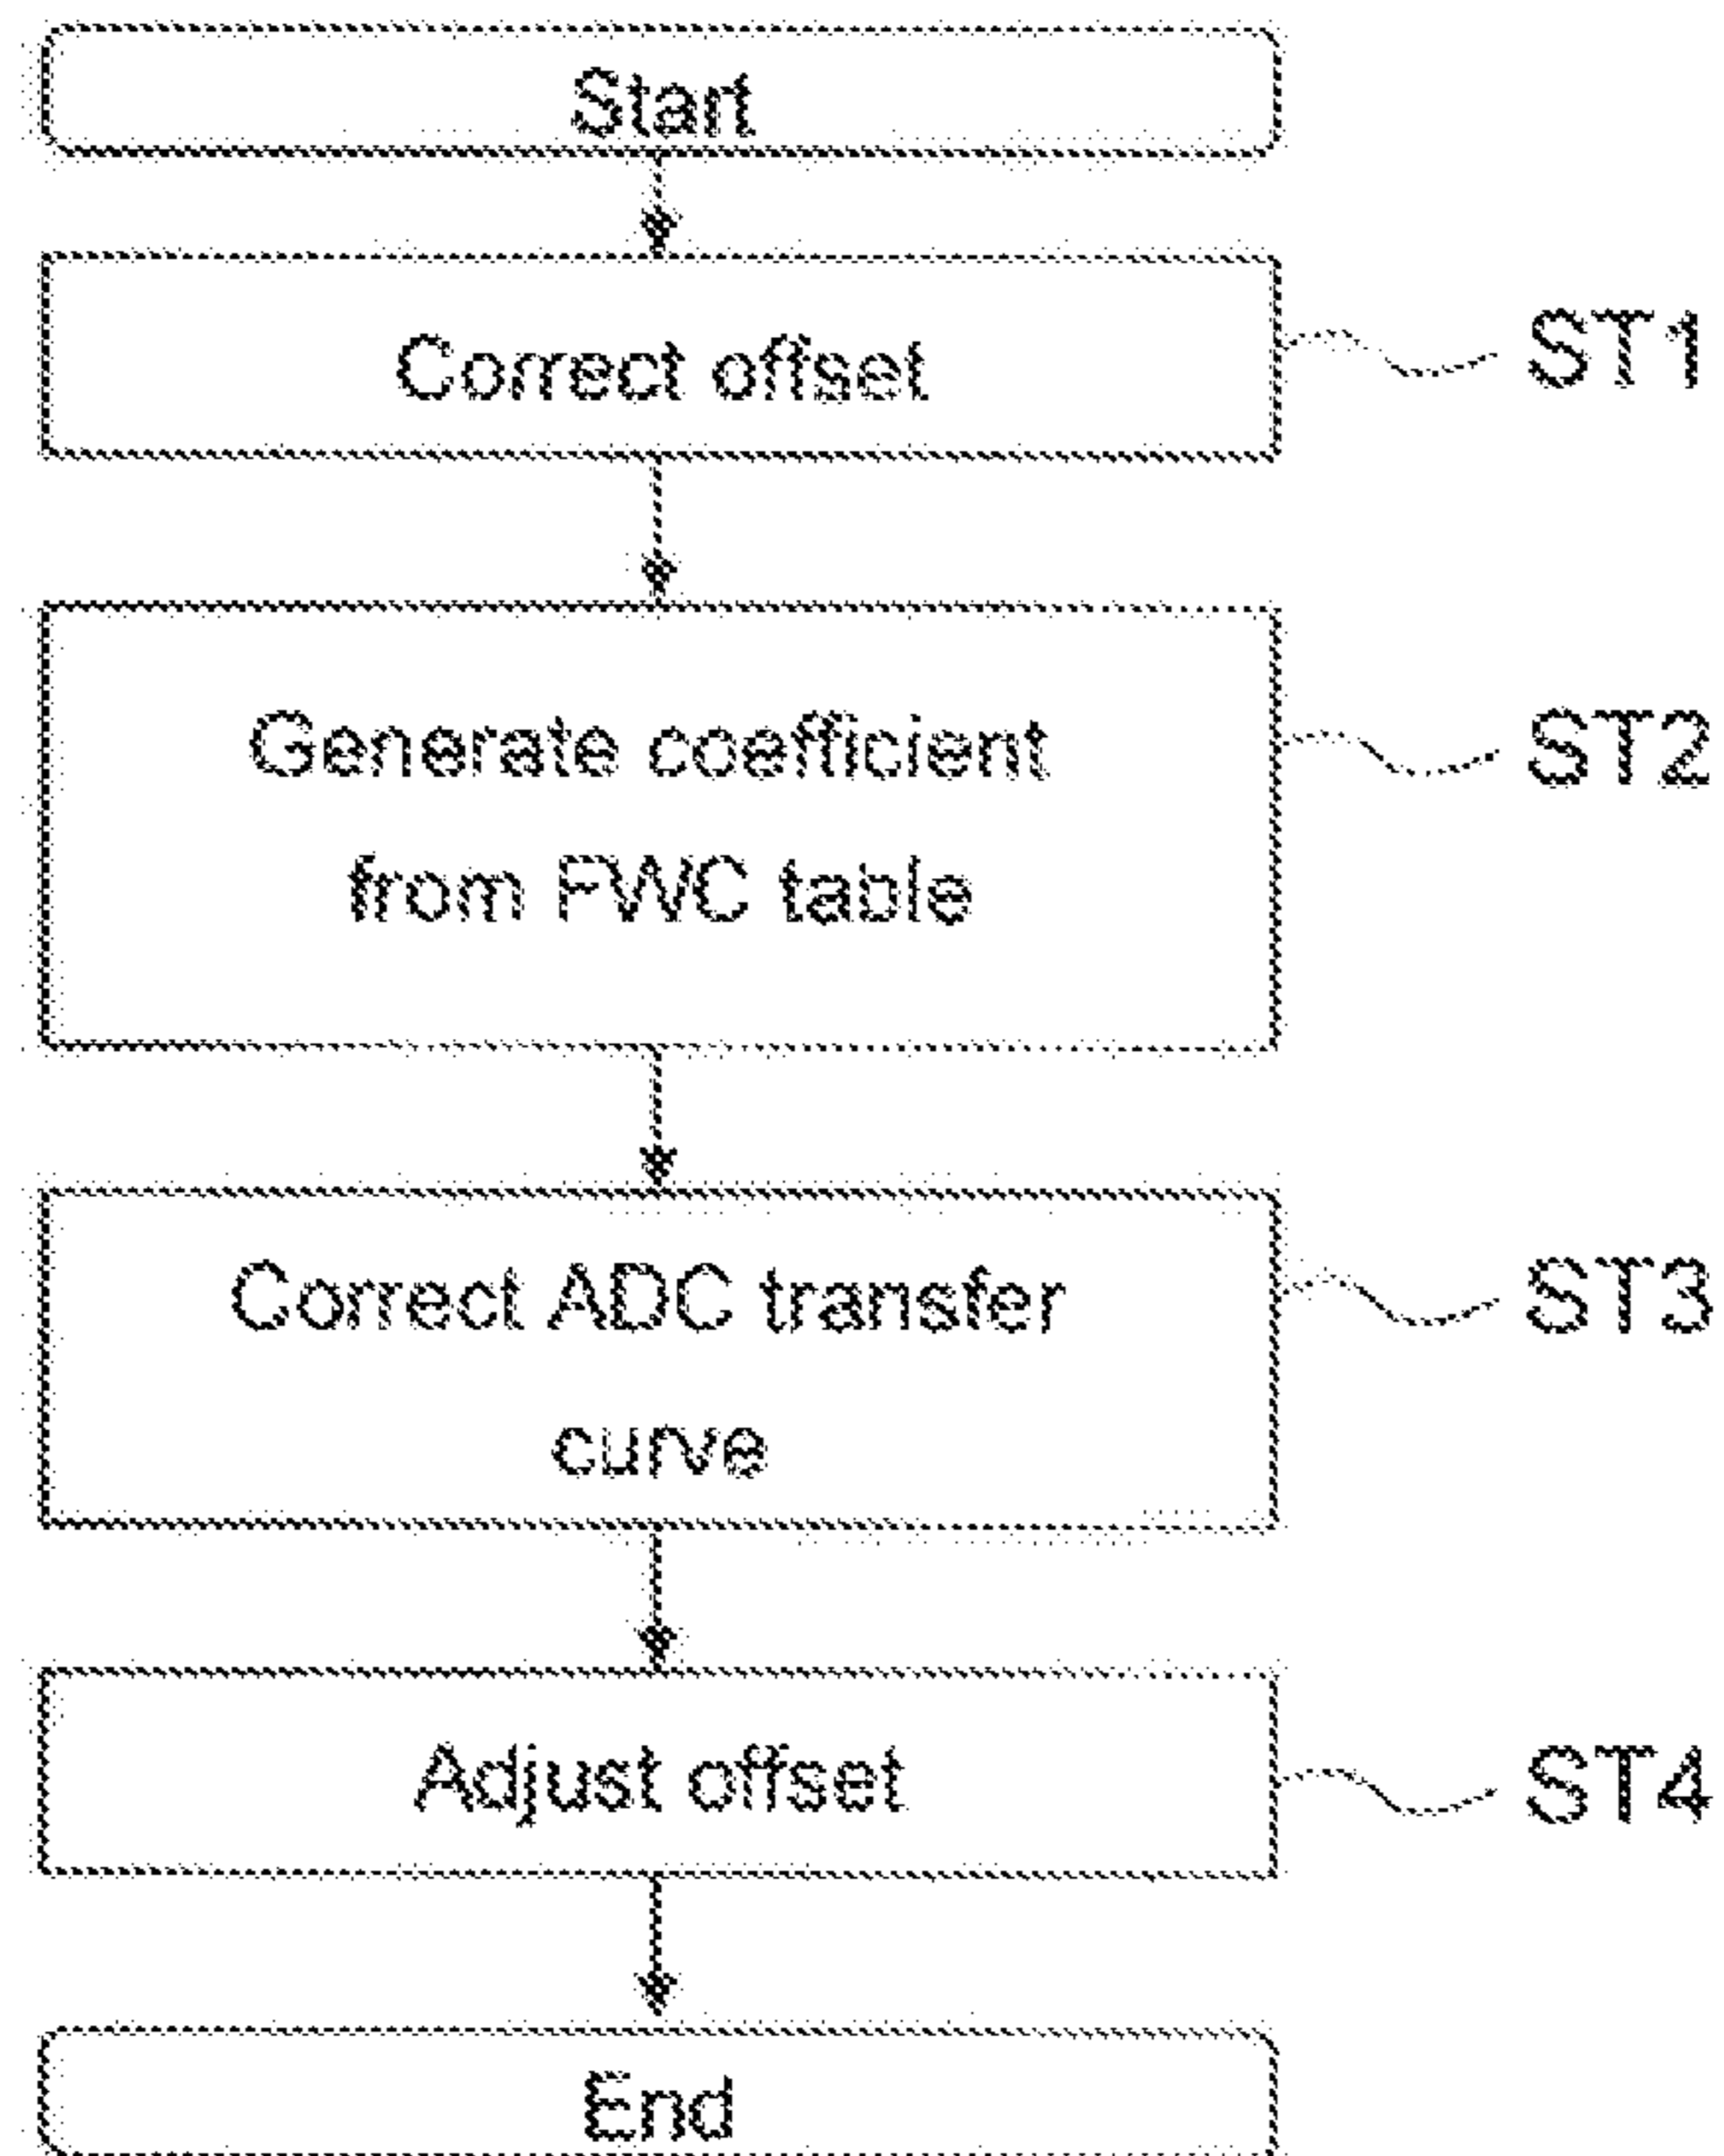 Start
Correct offset
ST1
Generate coefficient
from FWC table
ST2
Correct ADC transfer
curve
ST3
Adjust offset
ST4
End